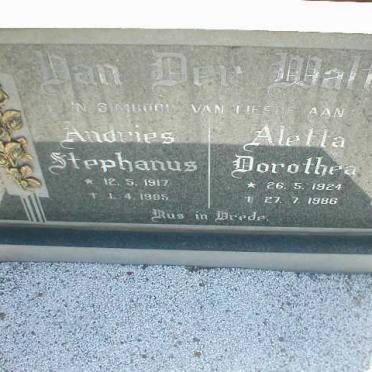 Van Der Walt
'N SIMBOOL VAN LIEFDE AAN
Andries
Stephanus
* 12. 5. 1917
† 1. 4. 1985
Aletta
Dorothea
* 26. 5. 1924
† 27. 7. 1986
Rus in Vrede.